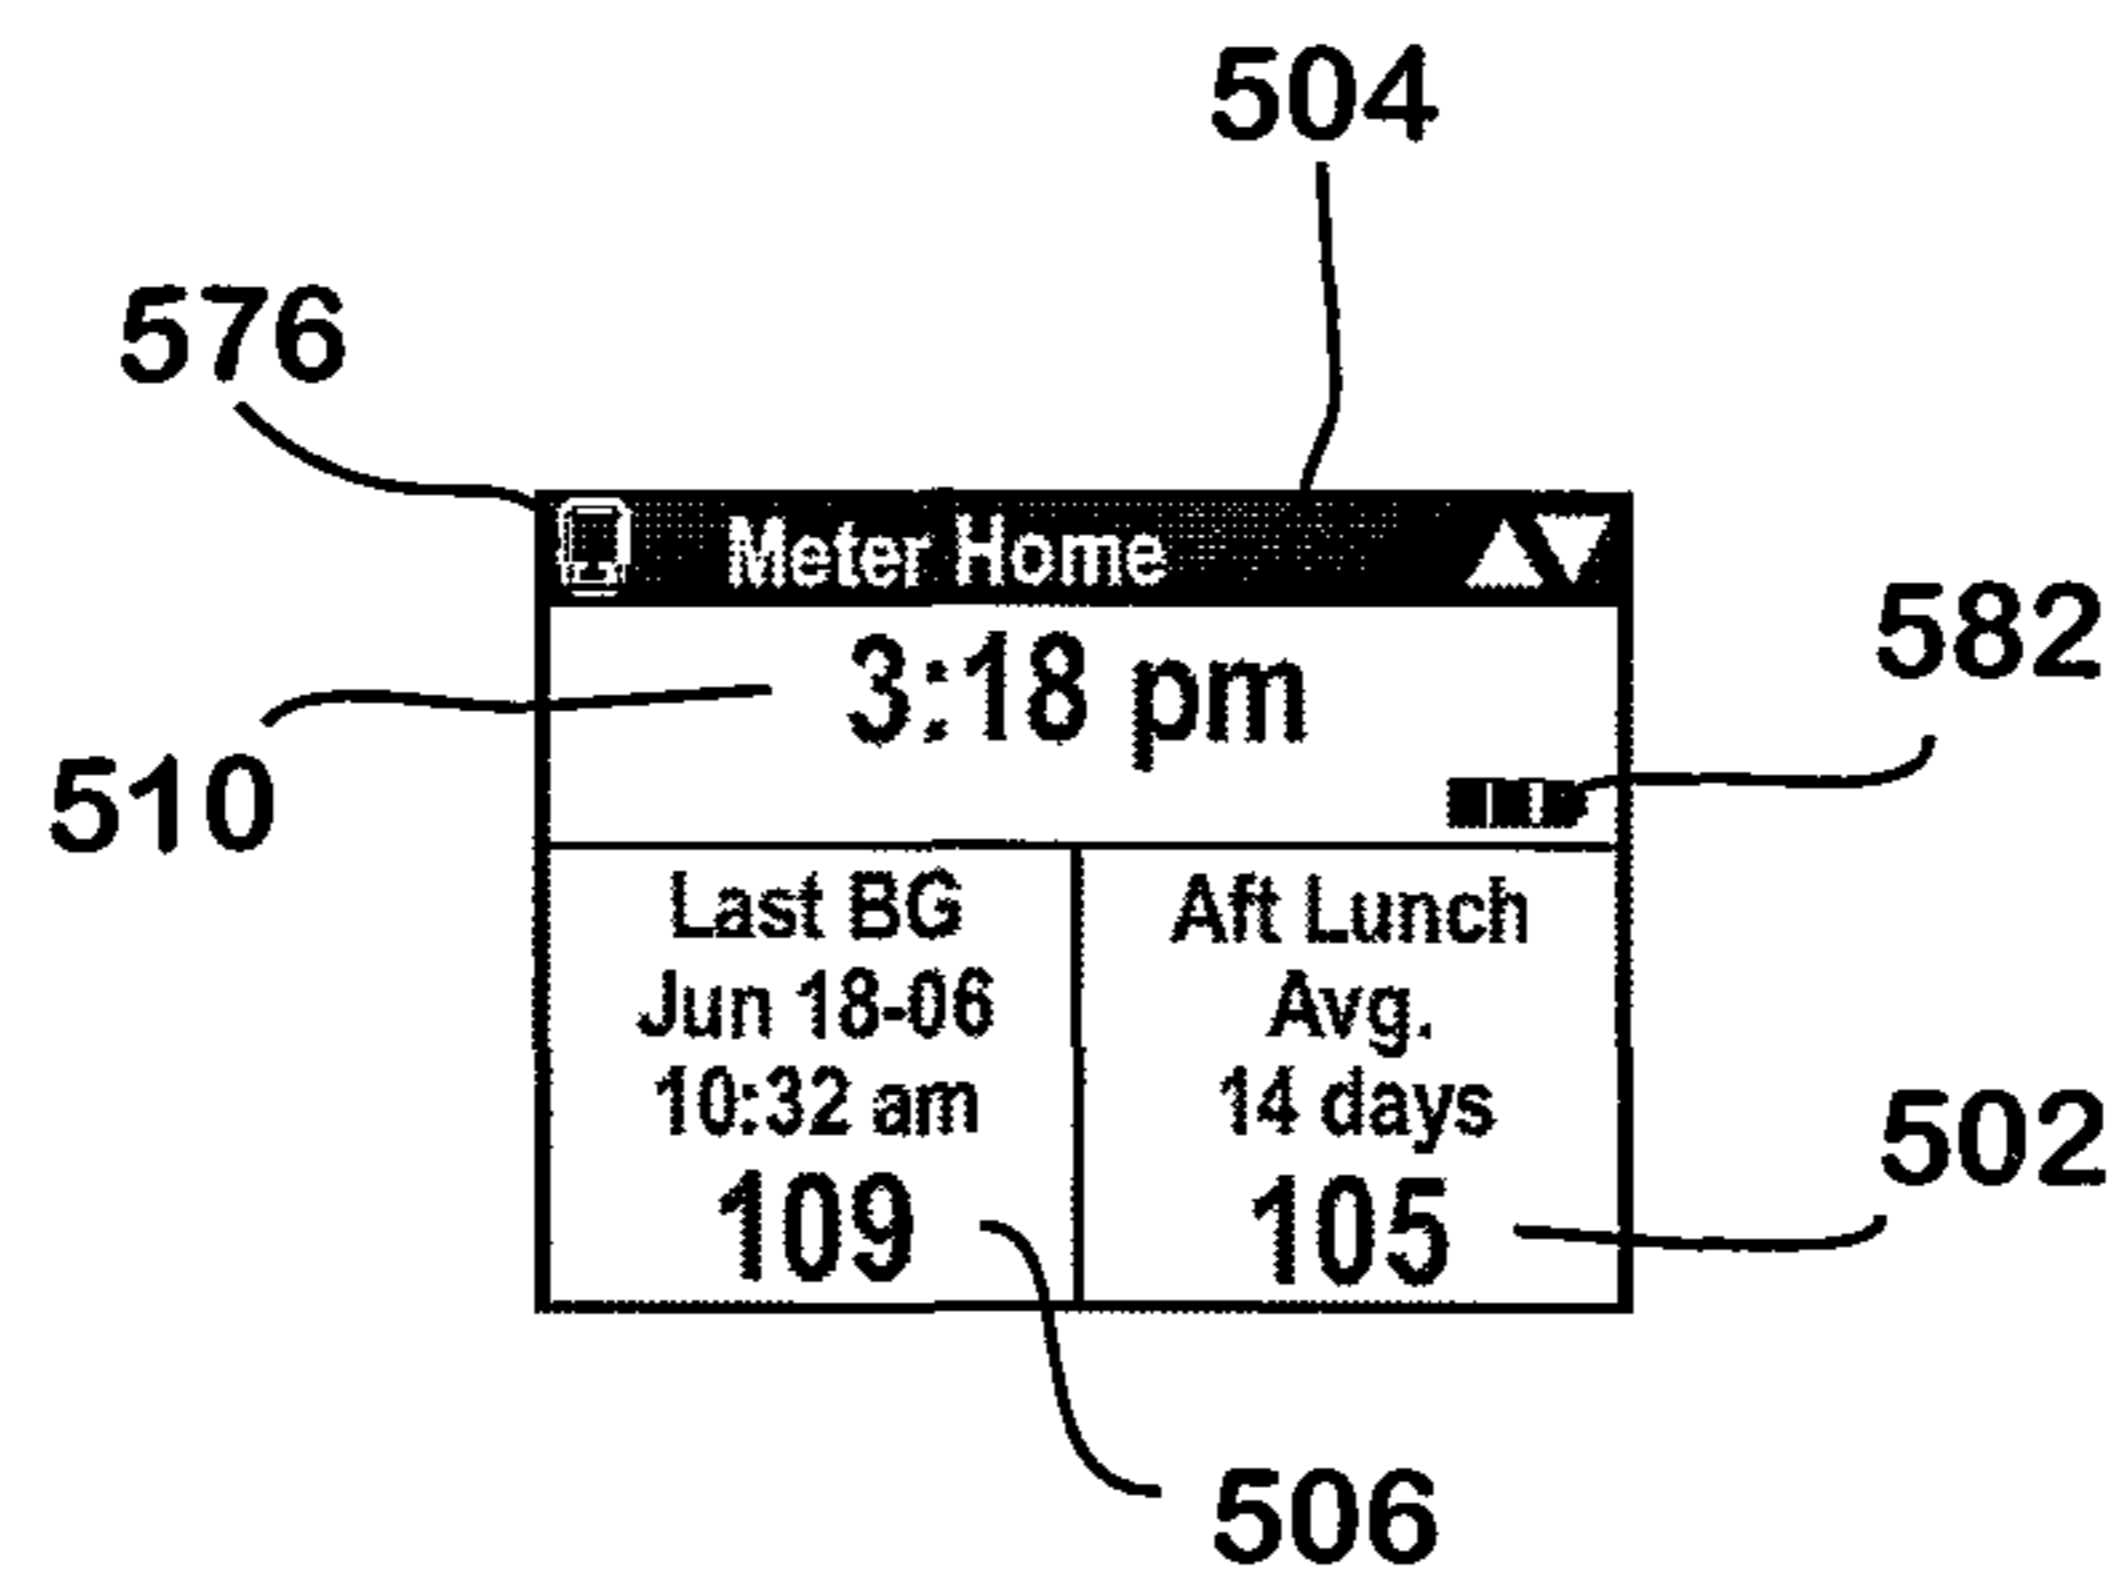 504
576
Meter Home
3:18 pm
582
510
Last BG
Jun 18-06
10:32 am
109
Aft Lunch
Avg.
14 days
105
502
506